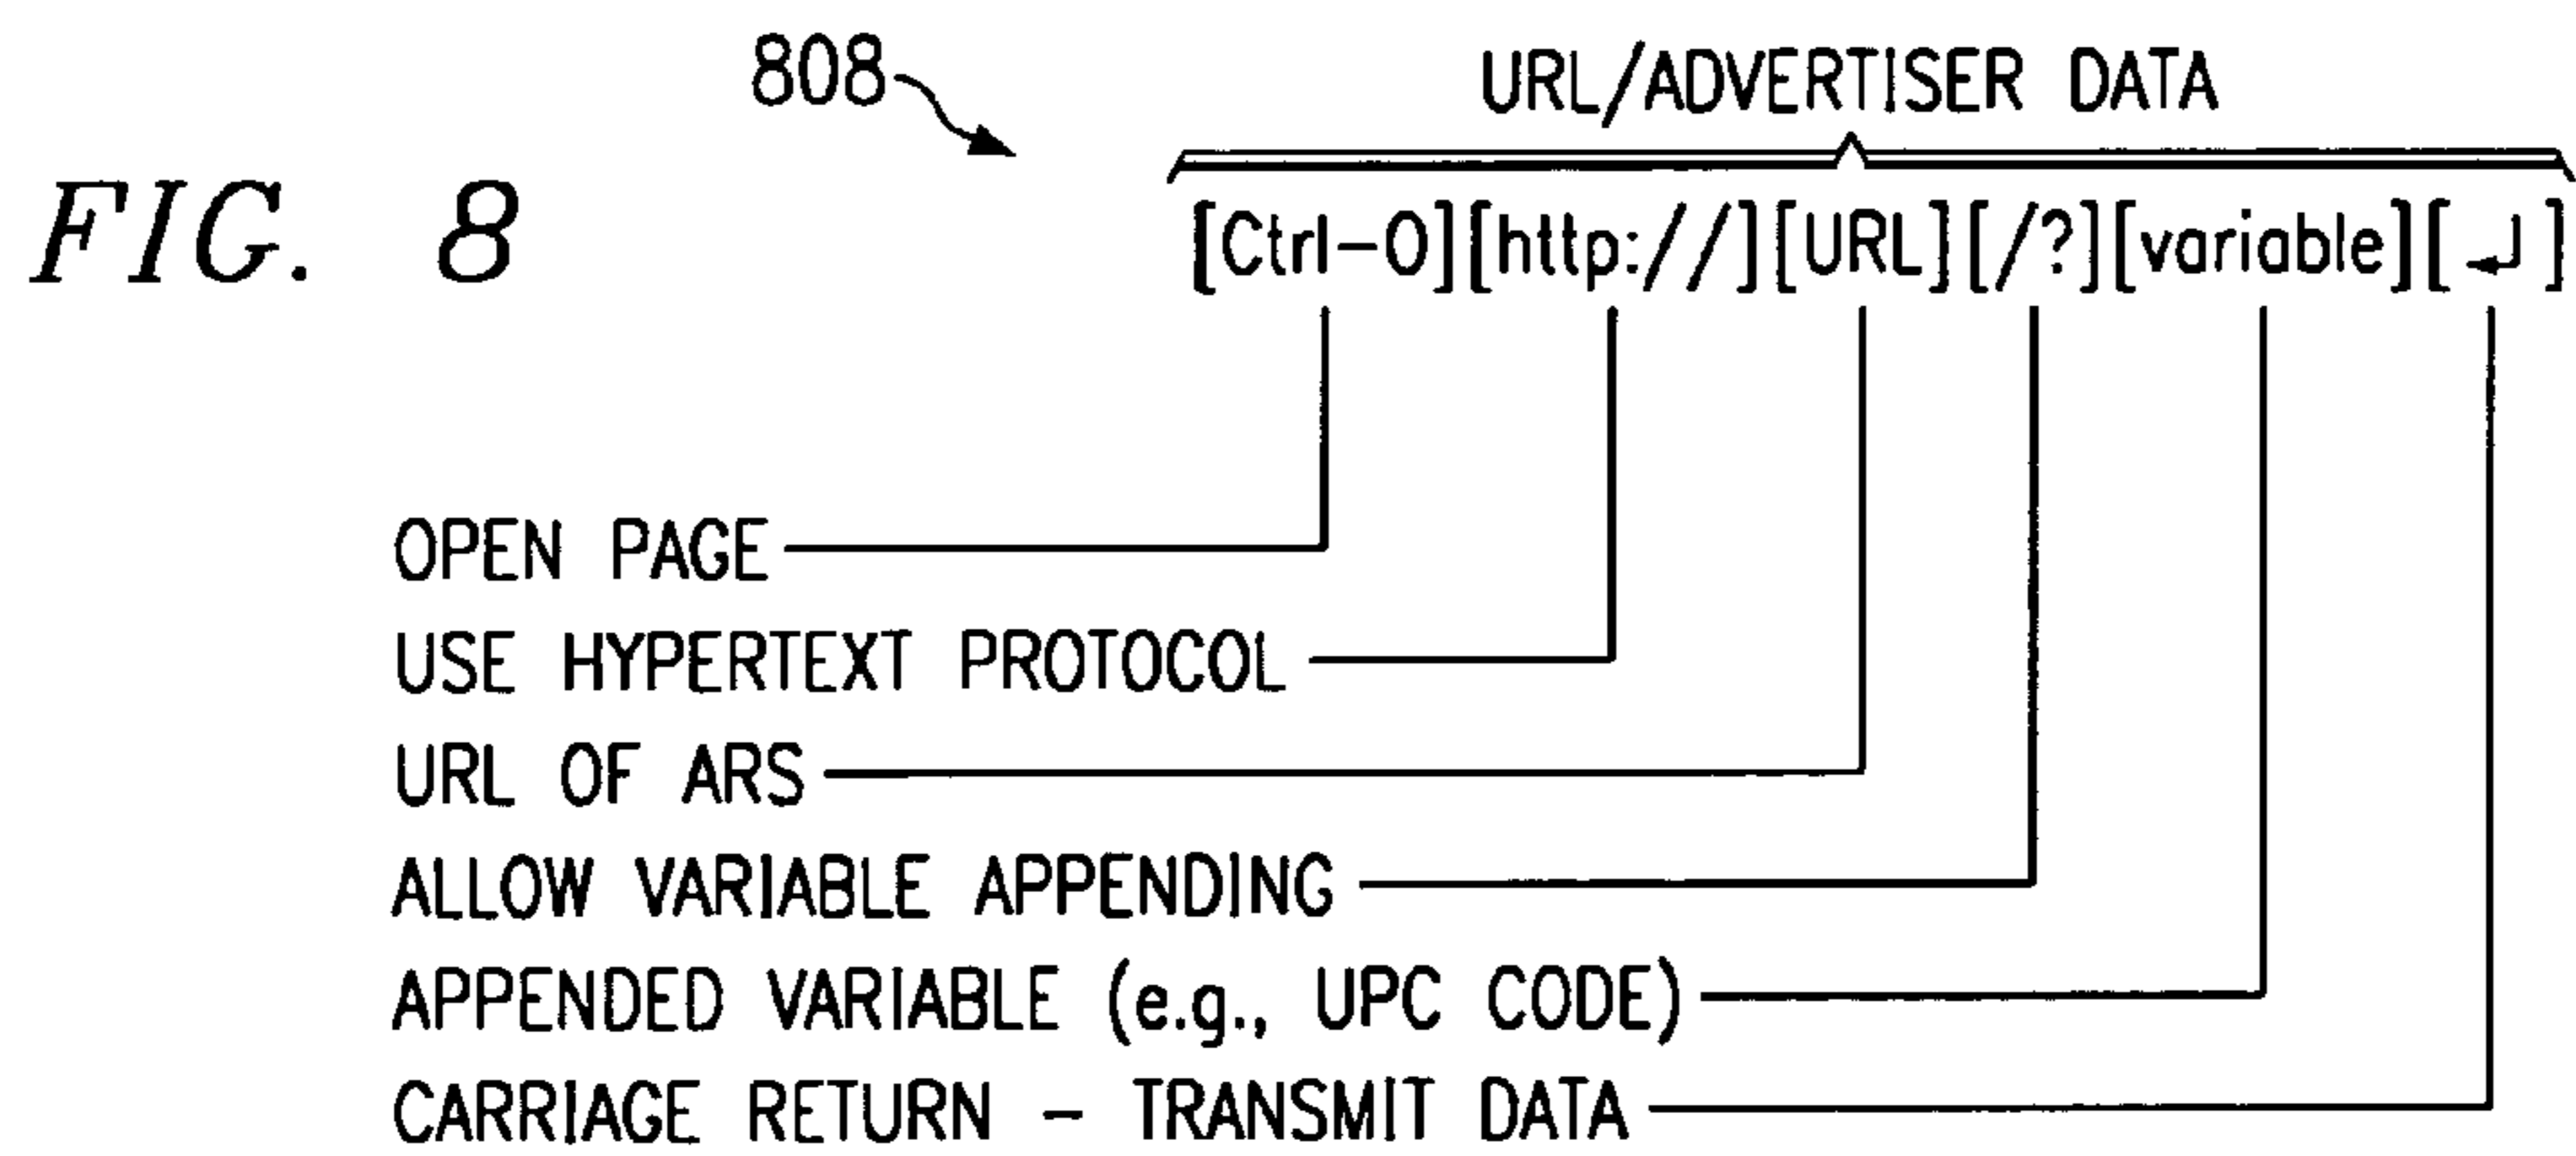 808
URL/ADVERTISER DATA
FIG. 8
[Ctrl-O][http://][URL][/?][variable][↵]
OPEN PAGE
USE HYPERTEXT PROTOCOL
URL OF ARS
ALLOW VARIABLE APPENDING
APPENDED VARIABLE (e.g., UPC CODE)
CARRIAGE RETURN - TRANSMIT DATA